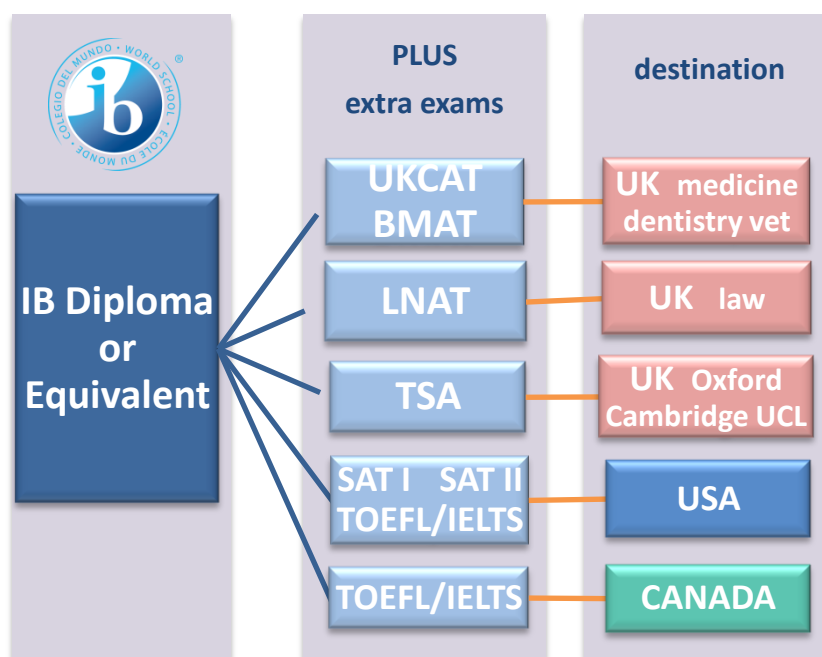 COLEGIO DEL MUNDO · WORLD SCHOOL · ÉCOLE DU MONDE ·
®
ib
IB Diploma
or
Equivalent
PLUS
extra exams
UKCAT
BMAT
LNAT
TSA
SAT I SAT II
TOEFL/IELTS
TOEFL/IELTS
destination
UK medicine
dentistry vet
UK law
UK Oxford
Cambridge UCL
USA
CANADA